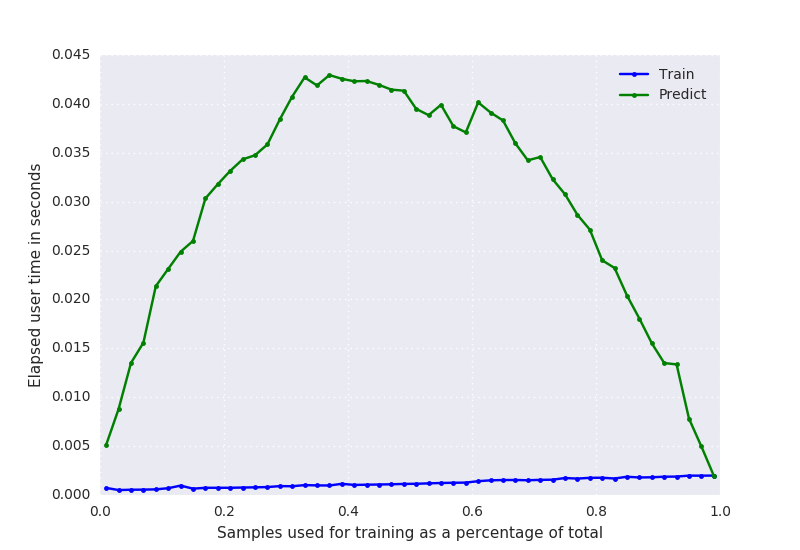 0.045
0.040
0.035
0.030
0.025
0.020
0.015
0.010
0.005
0.000
Elapsed user time in seconds
Train
Predict
0.0 0.2 0.4 0.6 0.8 1.0
Samples used for training as a percentage of total